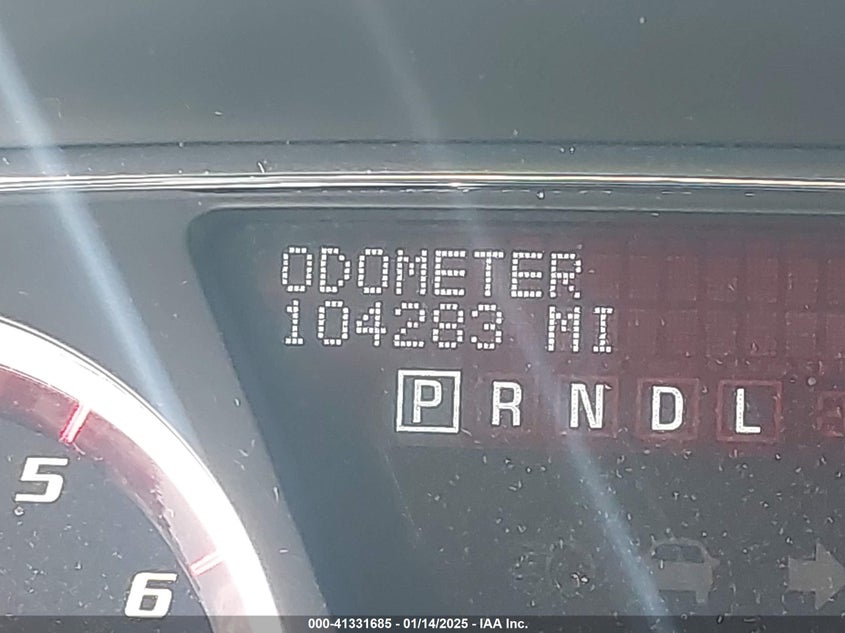 ODOMETER
104283 MI
P R N D L
5
6
000-41331685 - 01/14/2025 - IAA Inc.